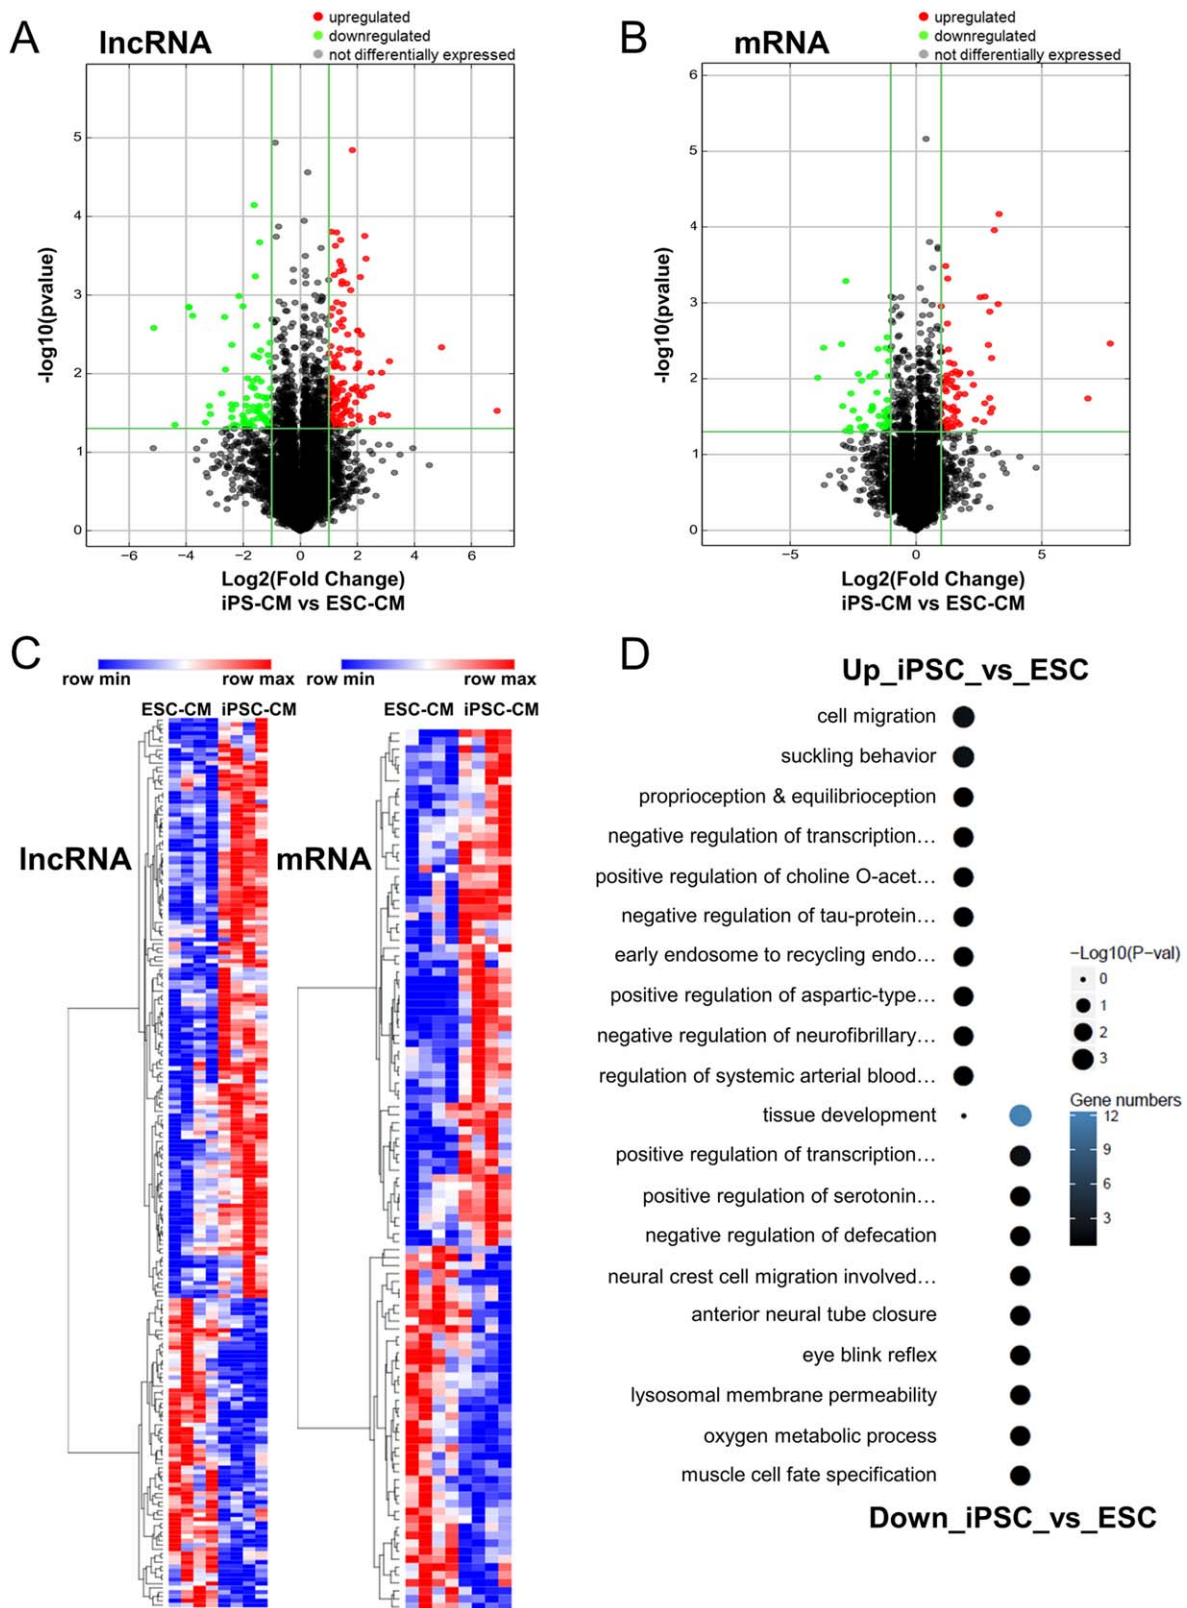 A
lncRNA
upregulated
downregulated
not differentially expressed
5
4
3
2
1
0
-log10(pvalue)
−6
−4
−2
0
2
4
6
Log2(Fold Change)
iPS-CM vs ESC-CM
B
mRNA
upregulated
downregulated
not differentially expressed
6
5
4
3
2
1
0
-log10(pvalue)
−5
0
5
Log2(Fold Change)
iPS-CM vs ESC-CM
C
row min row max
ESC-CM iPSC-CM
lncRNA
row min row max
ESC-CM iPSC-CM
mRNA
D
Up_iPSC_vs_ESC
cell migration
suckling behavior
proprioception & equilibrioception
negative regulation of transcription…
positive regulation of choline O-acet…
negative regulation of tau-protein…
early endosome to recycling endo…
positive regulation of aspartic-type…
negative regulation of neurofibrillary…
regulation of systemic arterial blood…
tissue development
positive regulation of transcription…
positive regulation of serotonin…
negative regulation of defecation
neural crest cell migration involved…
anterior neural tube closure
eye blink reflex
lysosomal membrane permeability
oxygen metabolic process
muscle cell fate specification
Down_iPSC_vs_ESC
−Log10(P−val)
0
1
2
3
Gene numbers
12
9
6
3